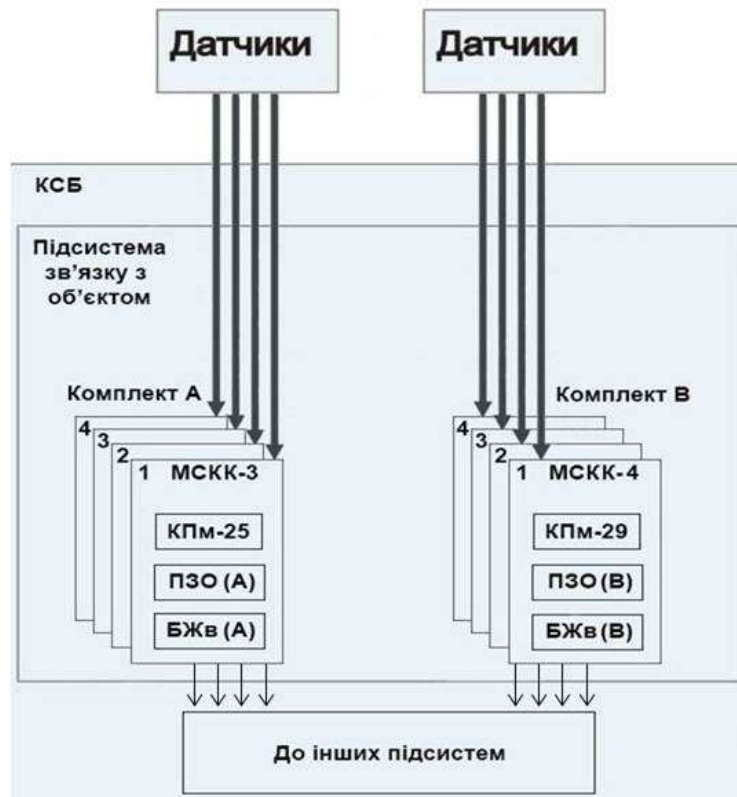 Датчики
Датчики
КСБ
Підсистема
зв’язку з
об’єктом
Комплект А
Комплект В
4
3
2
1 МСКК-3
КПм-25
ПЗО (А)
БЖв (А)
4
3
2
1 МСКК-4
КПм-29
ПЗО (В)
БЖв (В)
До інших підсистем